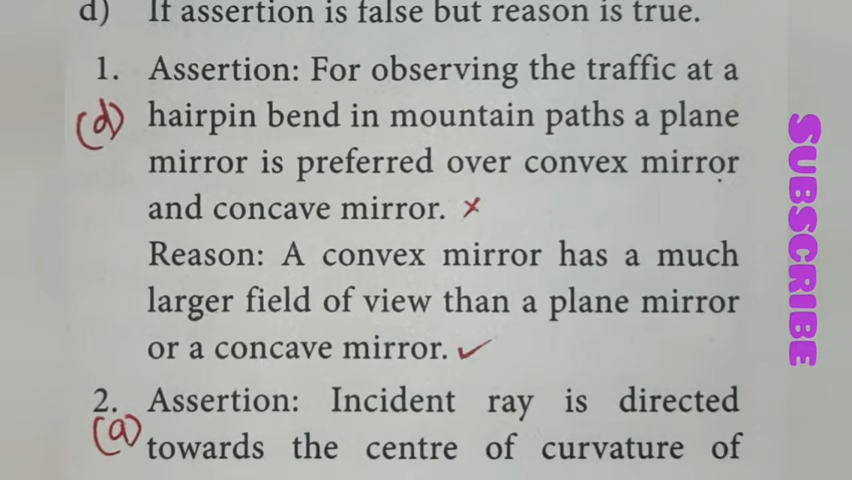 d) If assertion is false but reason is true.
1. Assertion: For observing the traffic at a
(d) hairpin bend in mountain paths a plane
mirror is preferred over convex mirror
and concave mirror. ×
Reason: A convex mirror has a much
larger field of view than a plane mirror
or a concave mirror. ✓
2. Assertion: Incident ray is directed
(a) towards the centre of curvature of
SUBSCRIBE